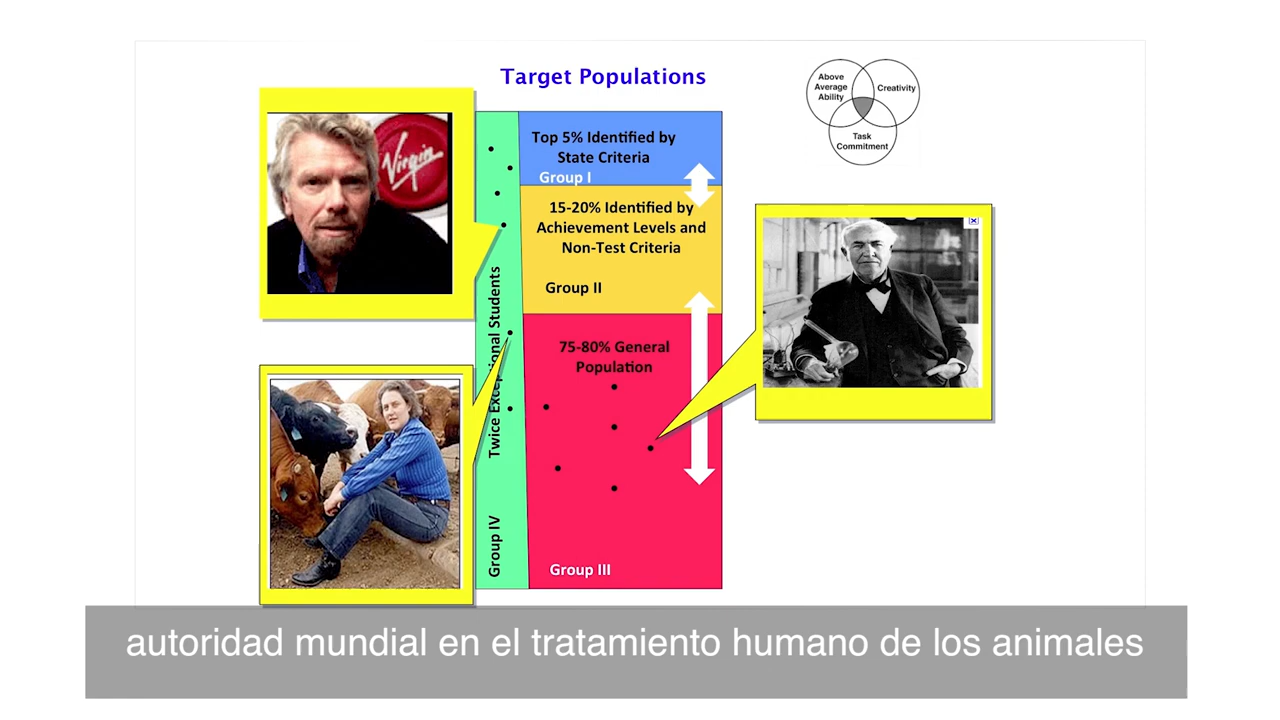 Target Populations
Above
Average
Ability
Creativity
Task
Commitment
Virgin
Top 5% Identified by
State Criteria
Group I
15-20% Identified by
Achievement Levels and
Non-Test Criteria
Group II
75-80% General
Population
Group III
Twice Exceptional Students
Group IV
autoridad mundial en el tratamiento humano de los animales